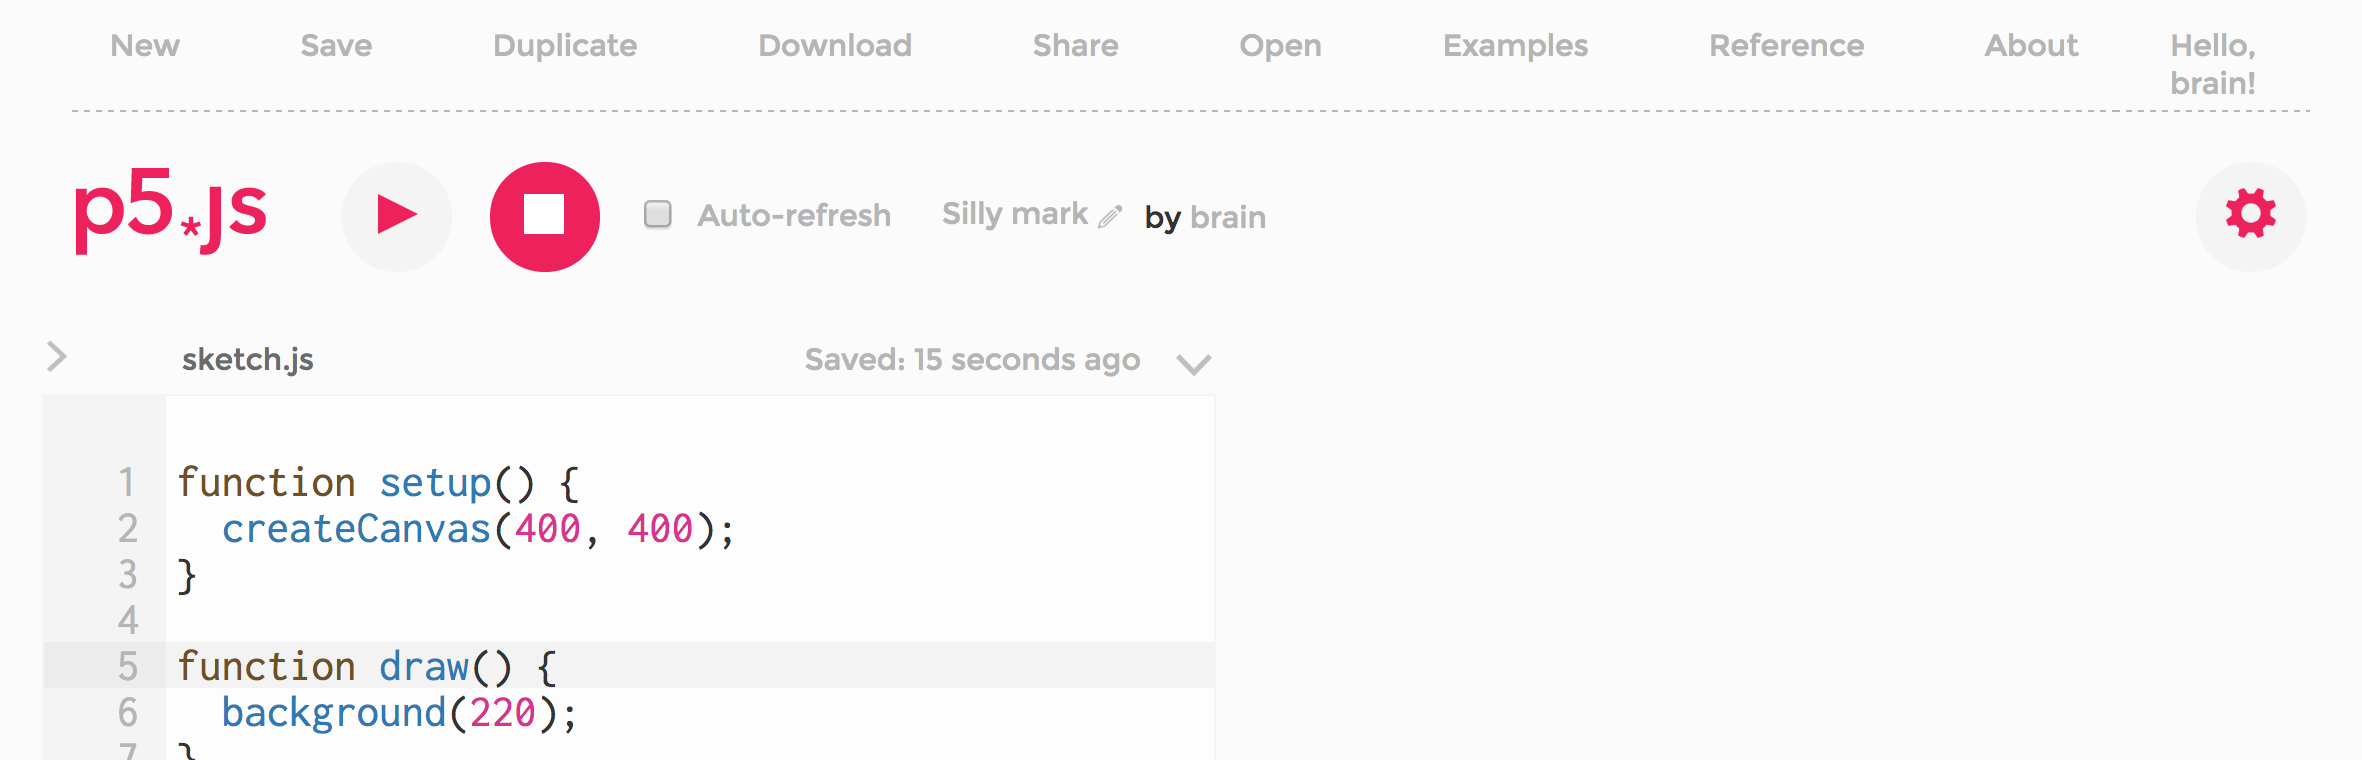 New Save Duplicate Download Share Open Examples Reference About Hello,
brain!
p5*js Auto-refresh Silly mark by brain
sketch.js Saved: 15 seconds ago
1 function setup() {
2   createCanvas(400, 400);
3 }
4
5 function draw() {
6   background(220);
7 }